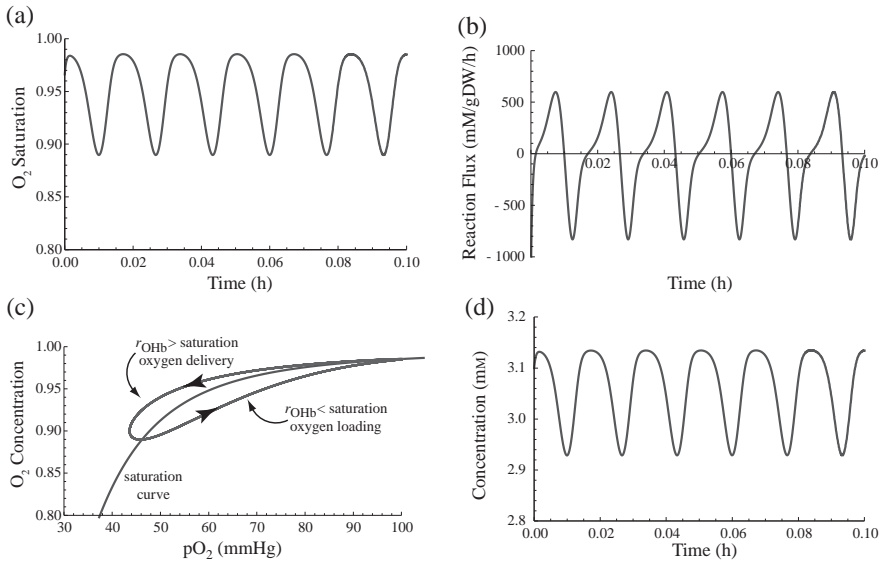 (a)
1.00
0.95
0.90
0.85
0.80
O2 Saturation
0.00 0.02 0.04 0.06 0.08 0.10
Time (h)
(b)
1000
500
0
- 500
- 1000
Reaction Flux (mM/gDW/h)
0.02 0.04 0.06 0.08 0.10
Time (h)
(c)
1.00
0.95
0.90
0.85
0.80
O2 Concentration
rOHb> saturation
oxygen delivery
rOHb< saturation
oxygen loading
saturation
curve
30 40 50 60 70 80 90 100
pO2 (mmHg)
(d)
3.2
3.1
3.0
2.9
2.8
Concentration (mM)
0.00 0.02 0.04 0.06 0.08 0.10
Time (h)